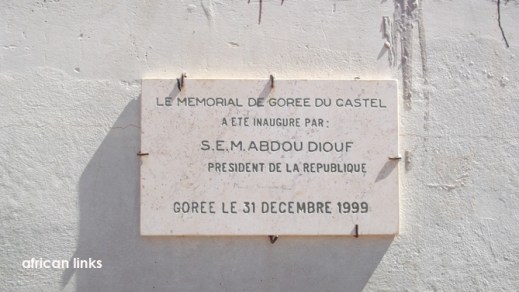 LE MEMORIAL DE GOREE DU CASTEL
A ETE INAUGURE PAR:
S.E.M. ABDOU DIOUF
PRESIDENT DE LA REPUBLIQUE
GOREE LE 31 DECEMBRE 1999
african links